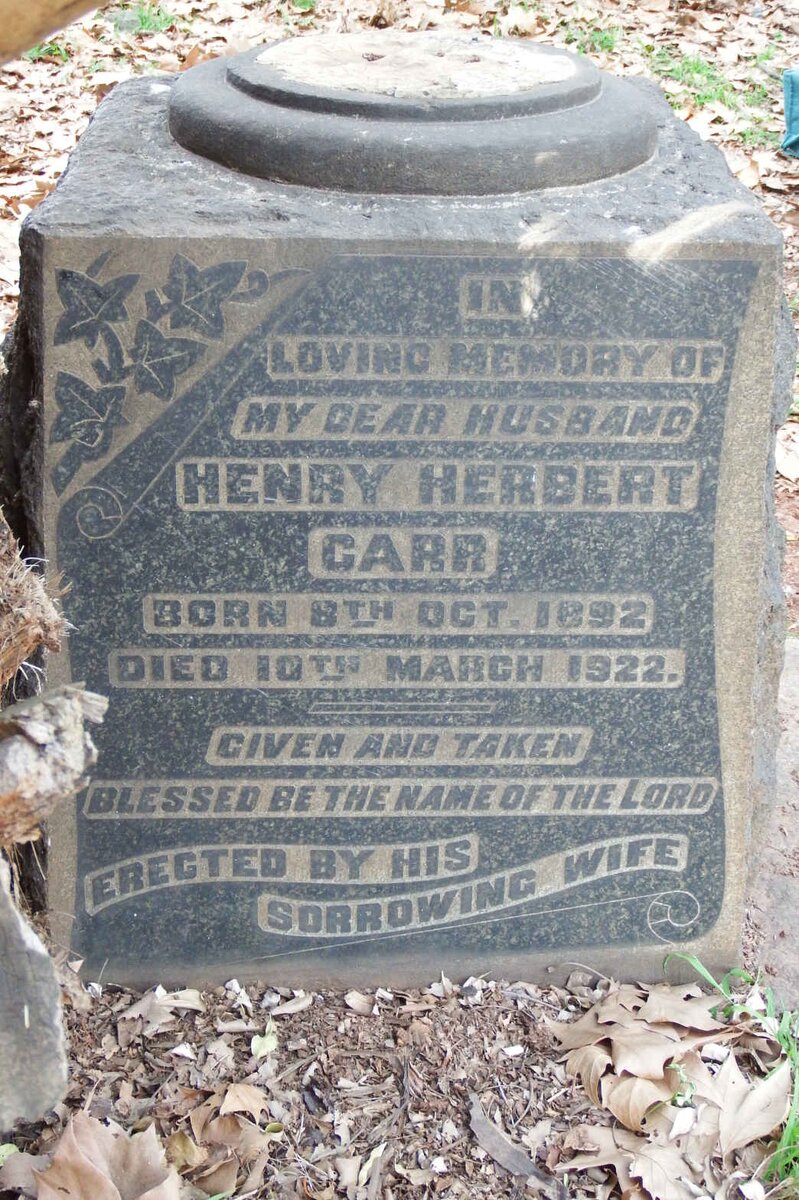 IN
LOVING MEMORY OF
MY DEAR HUSBAND
HENRY HERBERT
CARR
BORN 8TH OCT. 1892
DIED 10TH MARCH 1922.
GIVEN AND TAKEN
BLESSED BE THE NAME OF THE LORD
ERECTED BY HIS
SORROWING WIFE